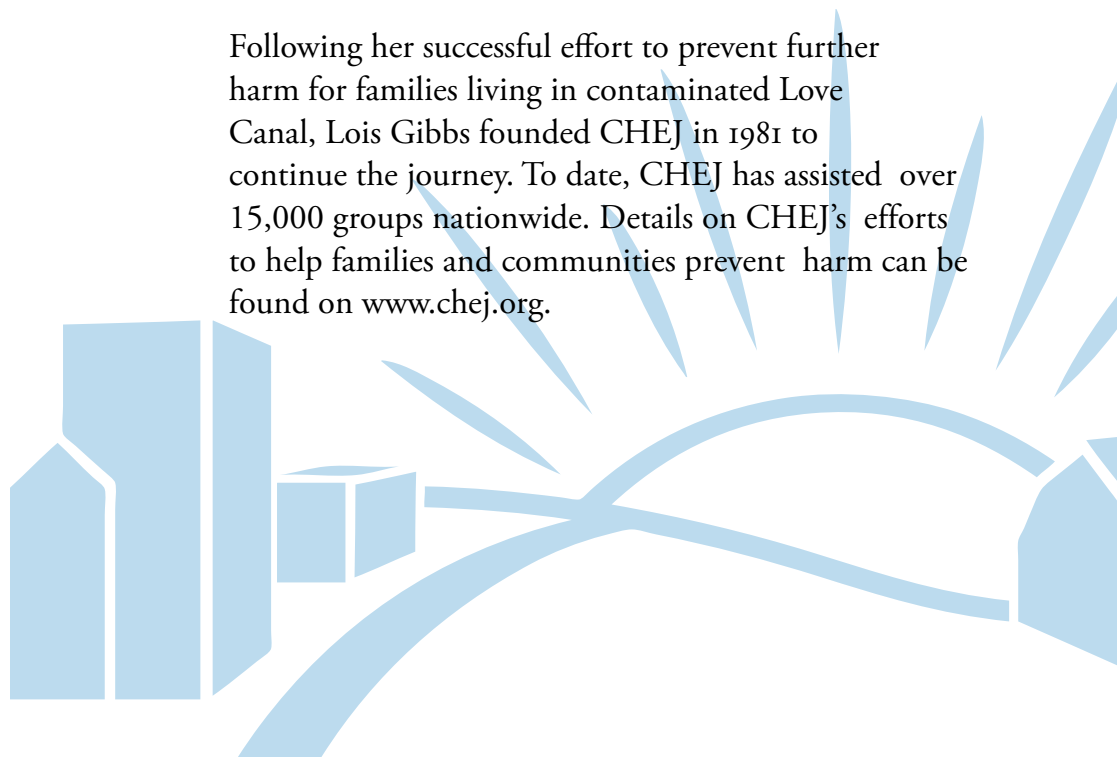 Following her successful effort to prevent further
harm for families living in contaminated Love
Canal, Lois Gibbs founded CHEJ in 1981 to
continue the journey. To date, CHEJ has assisted over
15,000 groups nationwide. Details on CHEJ’s efforts
to help families and communities prevent harm can be
found on www.chej.org.